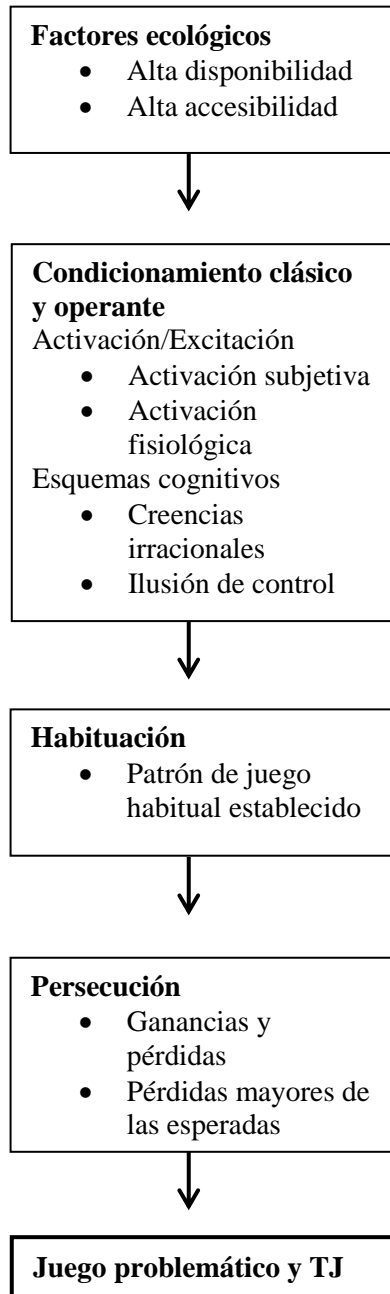 Factores ecológicos
• Alta disponibilidad
• Alta accesibilidad
Condicionamiento clásico
y operante
Activación/Excitación
• Activación subjetiva
• Activación
fisiológica
Esquemas cognitivos
• Creencias
irracionales
• Ilusión de control
Habituación
• Patrón de juego
habitual establecido
Persecución
• Ganancias y
pérdidas
• Pérdidas mayores de
las esperadas
Juego problemático y TJ